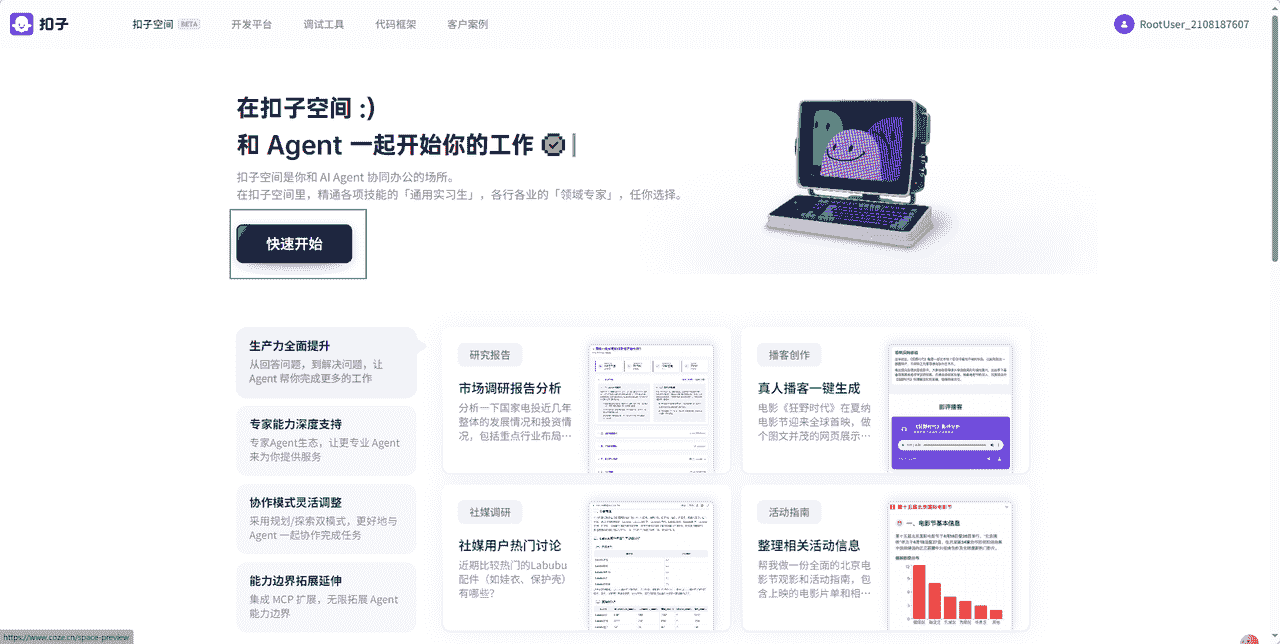 扣子
扣子空间 BETA
开发平台
调试工具
代码框架
客户案例
RootUser_2108187607
在扣子空间 :)
和 Agent 一起开始你的工作
扣子空间是你和 AI Agent 协同办公的场所。
在扣子空间里，精通各项技能的「通用实习生」，各行各业的「领域专家」，任你选择。
快速开始
生产力全面提升
从回答问题，到解决问题，让
Agent 帮你完成更多的工作
专家能力深度支持
专家Agent生态，让更专业 Agent
来为你提供服务
协作模式灵活调整
采用规划/探索双模式，更好地与
Agent 一起协作完成任务
能力边界拓展延伸
集成 MCP 扩展，无限拓展 Agent
能力边界
研究报告
市场调研报告分析
分析一下国家电投近几年
整体的发展情况和投资情
况，包括重点行业布局…
播客创作
真人播客一键生成
电影《狂野时代》在夏纳
电影节迎来全球首映，做
个图文并茂的网页展示…
影评播客
社媒调研
社媒用户热门讨论
近期比较热门的Labubu
配件（如娃衣、保护壳）
有哪些？
活动指南
整理相关活动信息
帮我做一份全面的北京电
影节观影和活动指南，包
含上映的电影片单和相…
第十五届北京国际电影节
一、电影节基本信息
https://www.coze.cn/space-preview